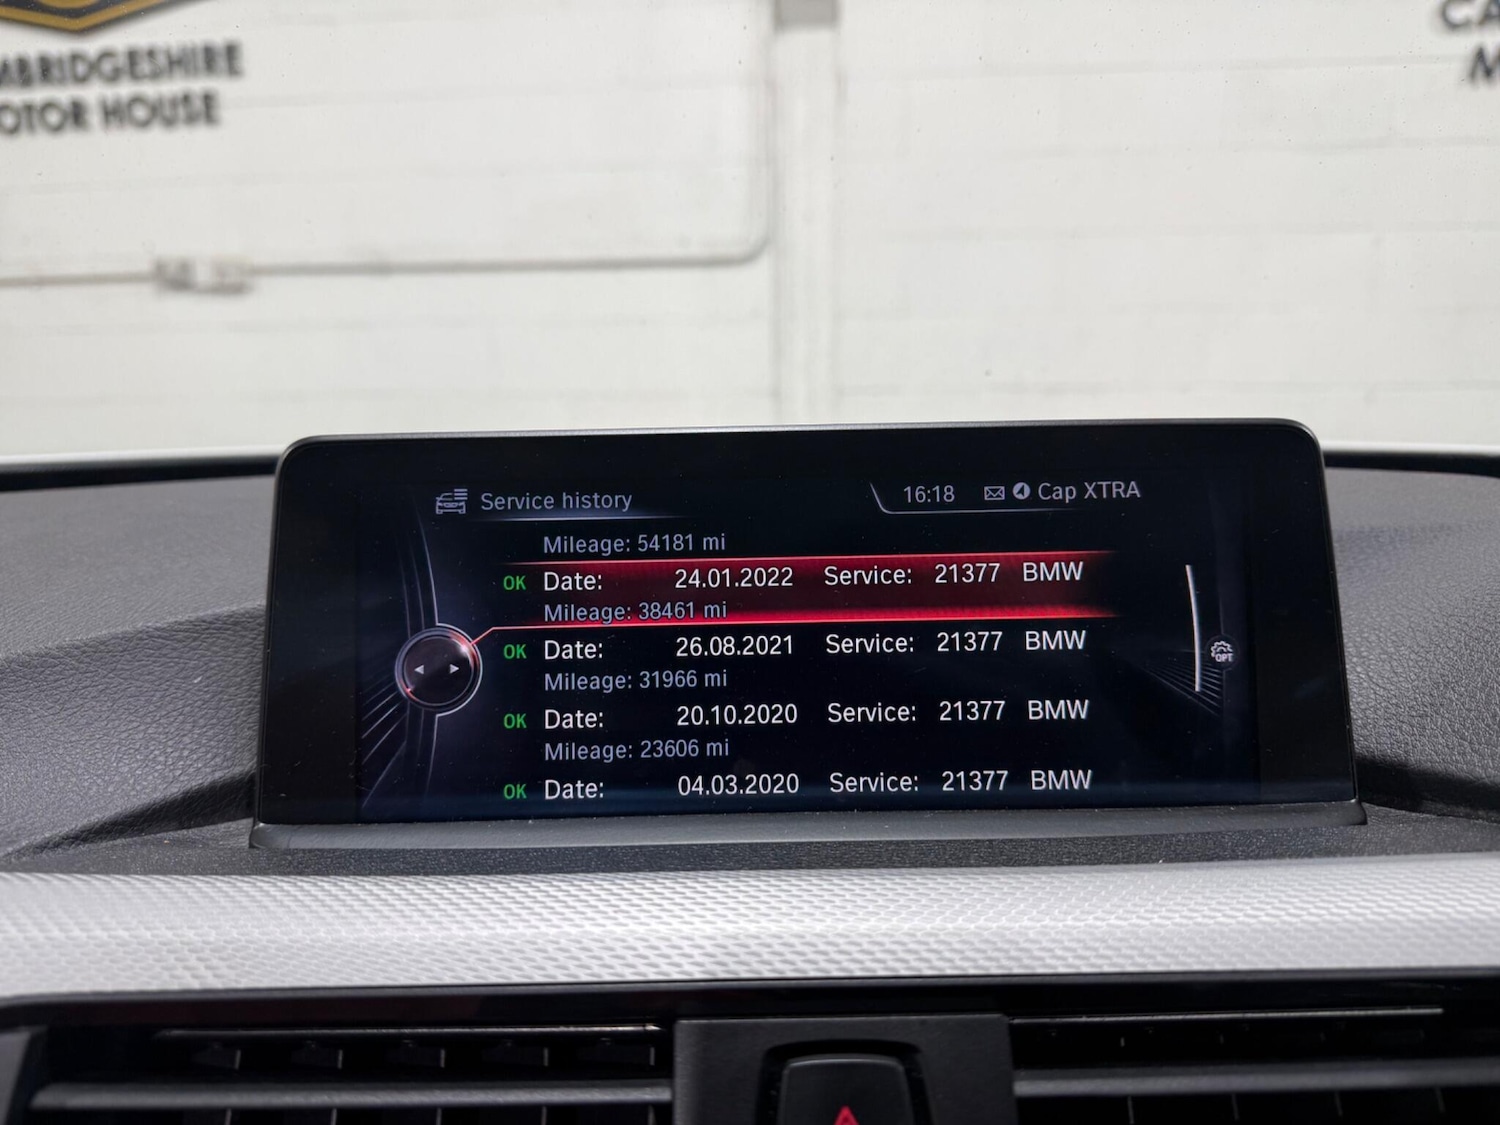 MBRIDGESHIRE
OTOR HOUSE
CA
M
Service history
16:18 Cap XTRA
Mileage: 54181 mi
OK Date: 24.01.2022 Service: 21377 BMW
Mileage: 38461 mi
OK Date: 26.08.2021 Service: 21377 BMW
Mileage: 31966 mi
OK Date: 20.10.2020 Service: 21377 BMW
Mileage: 23606 mi
OK Date: 04.03.2020 Service: 21377 BMW
OPT